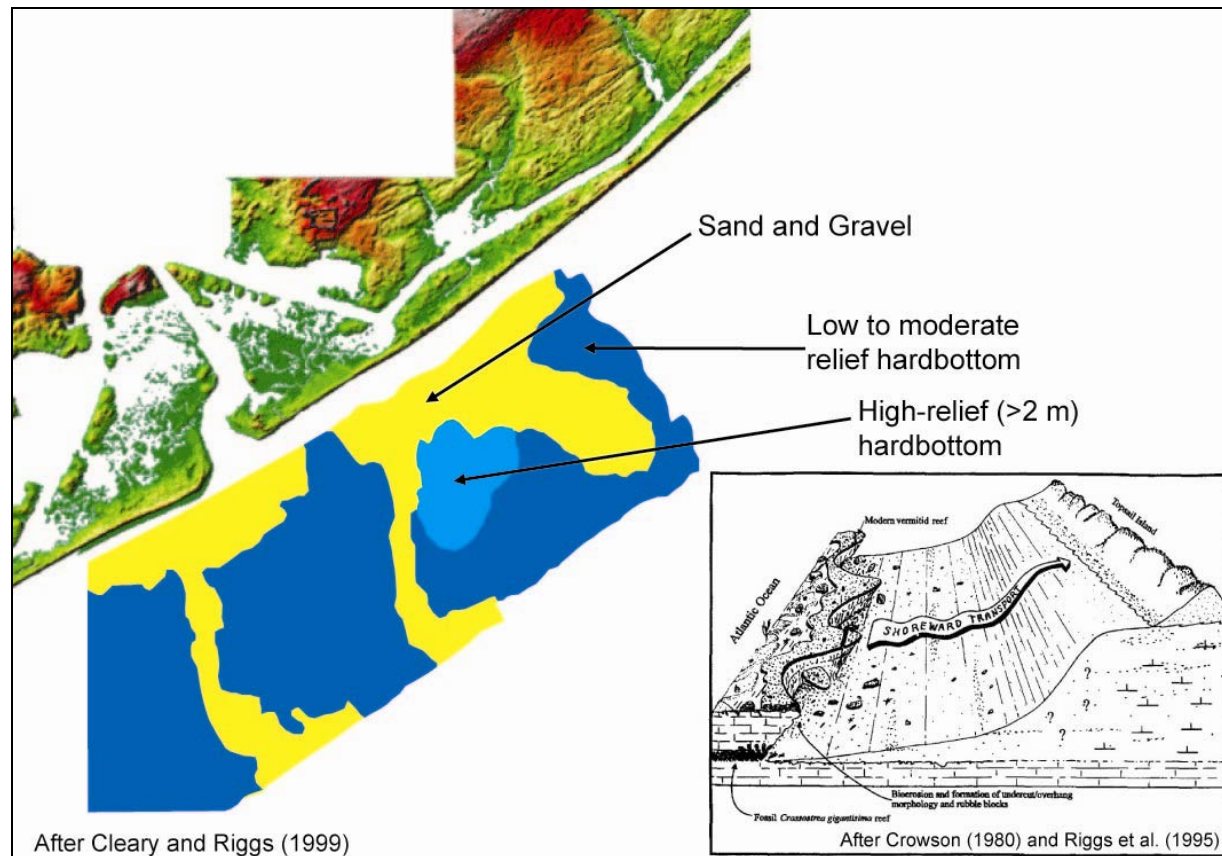 Sand and Gravel
Low to moderate
relief hardbottom
High-relief (>2 m)
hardbottom
Modern vermitid reef
Topsail Island
Atlantic Ocean
SHOREWARD TRANSPORT
?
?
?
?
?
Bioerosion and formation of undercut/overhang
morphology and rubble blocks
Fossil Crassostrea gigantisima reef
After Cleary and Riggs (1999)
After Crowson (1980) and Riggs et al. (1995)